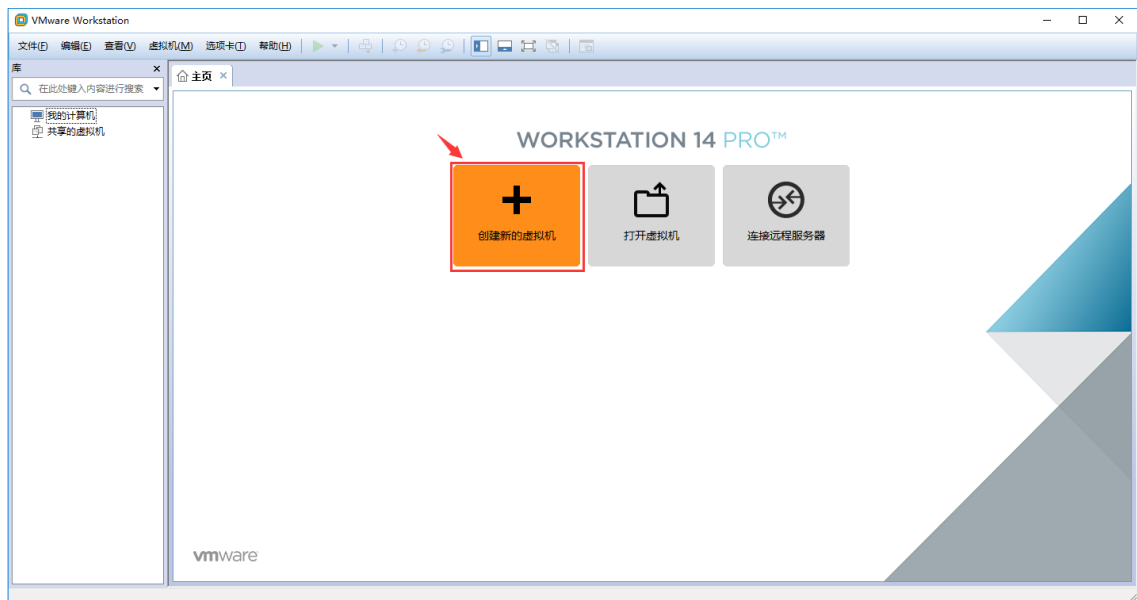 VMware Workstation
文件(F) 编辑(E) 查看(V) 虚拟机(M) 选项卡(T) 帮助(H)
库
在此处键入内容进行搜索
我的计算机
共享的虚拟机
主页
WORKSTATION 14 PRO™
创建新的虚拟机
打开虚拟机
连接远程服务器
vmware